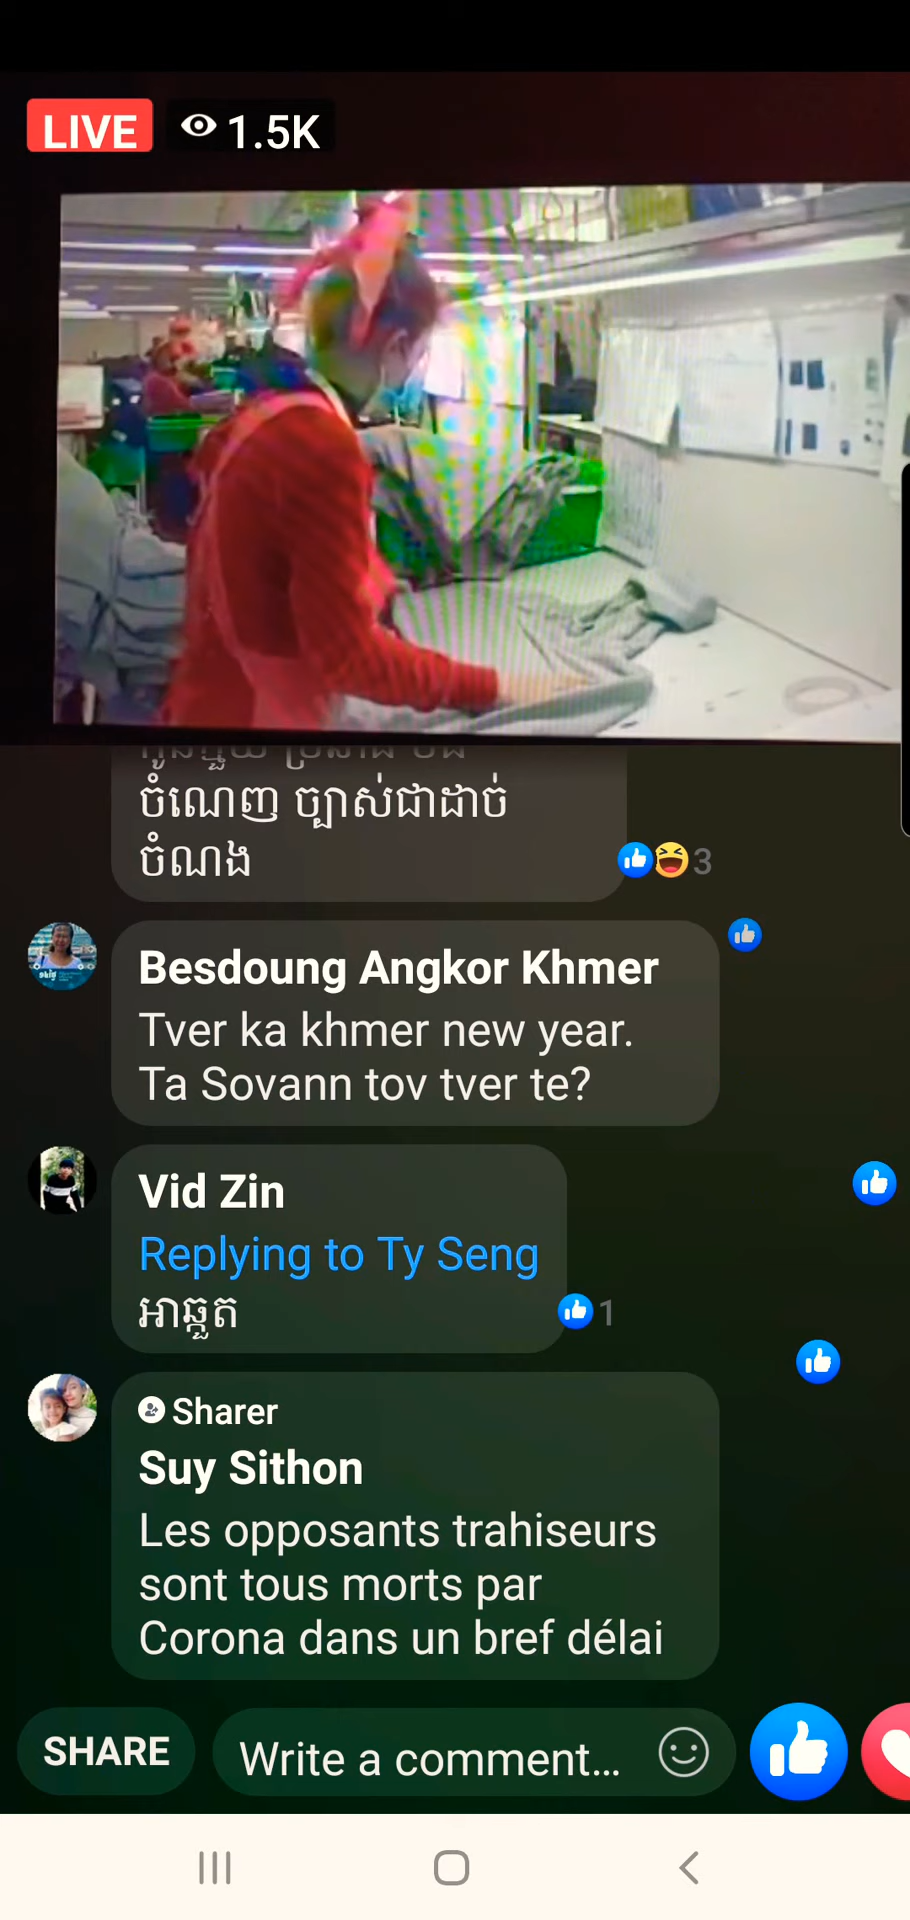 LIVE 1.5K
ចំណេញ ច្បាស់ជាដាច់
ចំណង
3
Besdoung Angkor Khmer
Tver ka khmer new year.
Ta Sovann tov tver te?
Vid Zin
Replying to Ty Seng
អាឆ្កួត
1
Sharer
Suy Sithon
Les opposants trahiseurs
sont tous morts par
Corona dans un bref délai
SHARE
Write a comment...